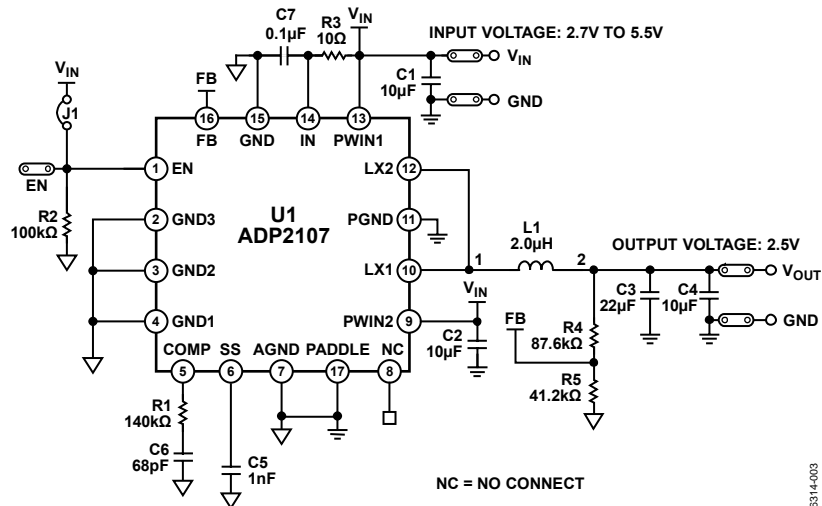 C7
0.1µF
R3
10Ω
VIN
INPUT VOLTAGE: 2.7V TO 5.5V
VIN
C1
10µF
GND
VIN
J1
EN
R2
100kΩ
FB
16
FB
15
GND
14
IN
13
PWIN1
1
EN
2
GND3
3
GND2
4
GND1
U1
ADP2107
LX2
12
PGND
11
LX1
10
PWIN2
9
COMP
5
SS
6
AGND
7
PADDLE
17
NC
8
R1
140kΩ
C6
68pF
C5
1nF
VIN
C2
10µF
1
L1
2.0µH
2
OUTPUT VOLTAGE: 2.5V
VOUT
C3
22µF
C4
10µF
GND
FB
R4
87.6kΩ
R5
41.2kΩ
NC = NO CONNECT